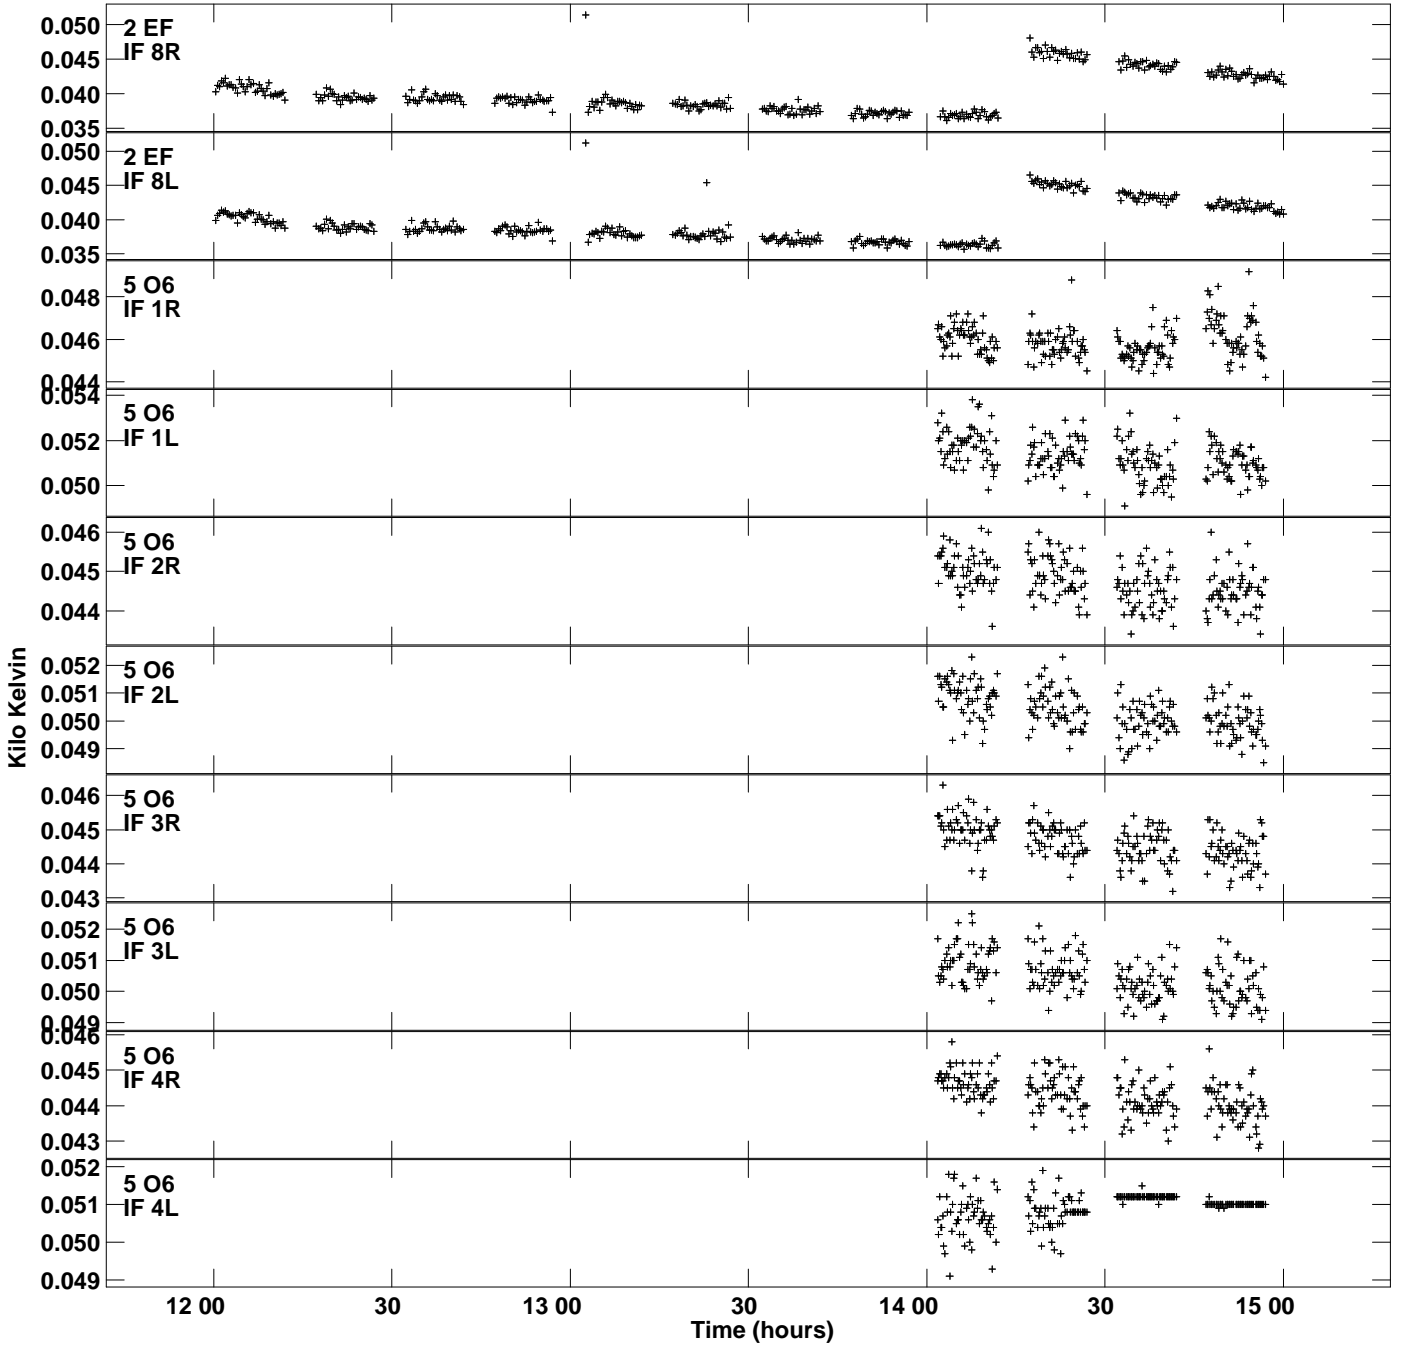 2 EF
IF 8R
0.050
0.045
0.040
0.035
2 EF
IF 8L
0.050
0.045
0.040
0.035
5 O6
IF 1R
0.048
0.046
0.044
5 O6
IF 1L
0.054
0.052
0.050
5 O6
IF 2R
0.046
0.045
0.044
5 O6
IF 2L
0.052
0.051
0.050
0.049
5 O6
IF 3R
0.046
0.045
0.044
0.043
5 O6
IF 3L
0.052
0.051
0.050
0.049
5 O6
IF 4R
0.046
0.045
0.044
0.043
5 O6
IF 4L
0.052
0.051
0.050
0.049
Kilo Kelvin
12 00 30 13 00 30 14 00 30 15 00
Time (hours)